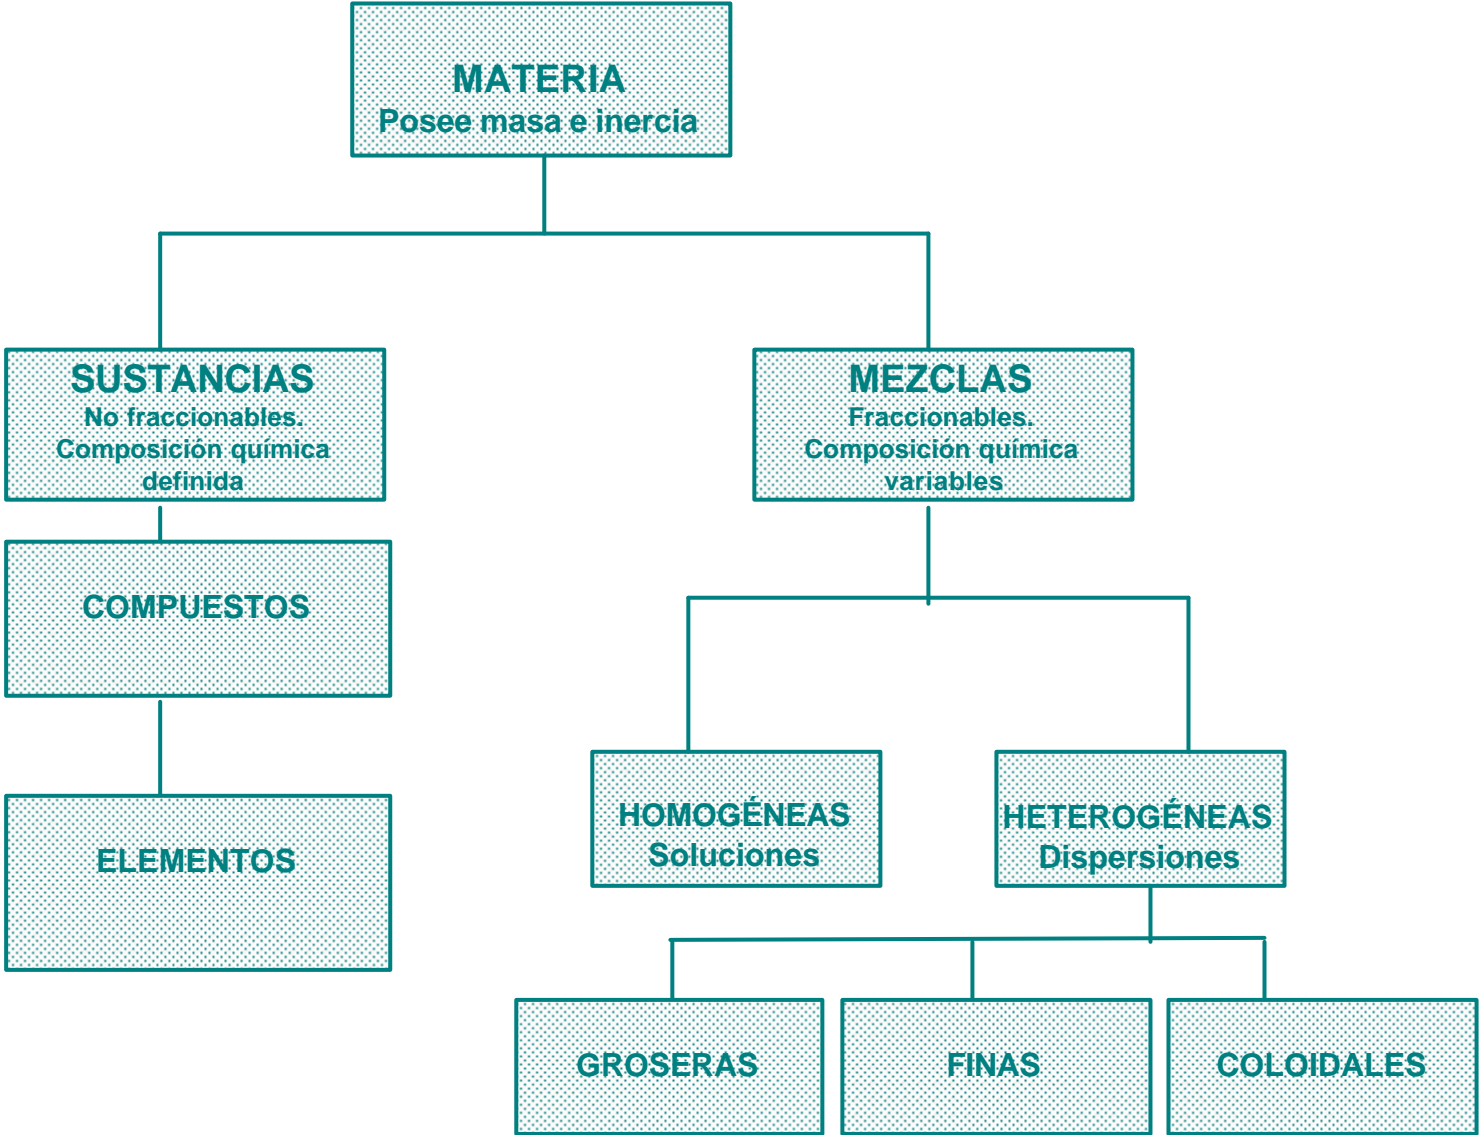 MATERIA
Posee masa e inercia
SUSTANCIAS
No fraccionables.
Composición química
definida
MEZCLAS
Fraccionables.
Composición química
variables
COMPUESTOS
ELEMENTOS
HOMOGÉNEAS
Soluciones
HETEROGÉNEAS
Dispersiones
GROSERAS
FINAS
COLOIDALES